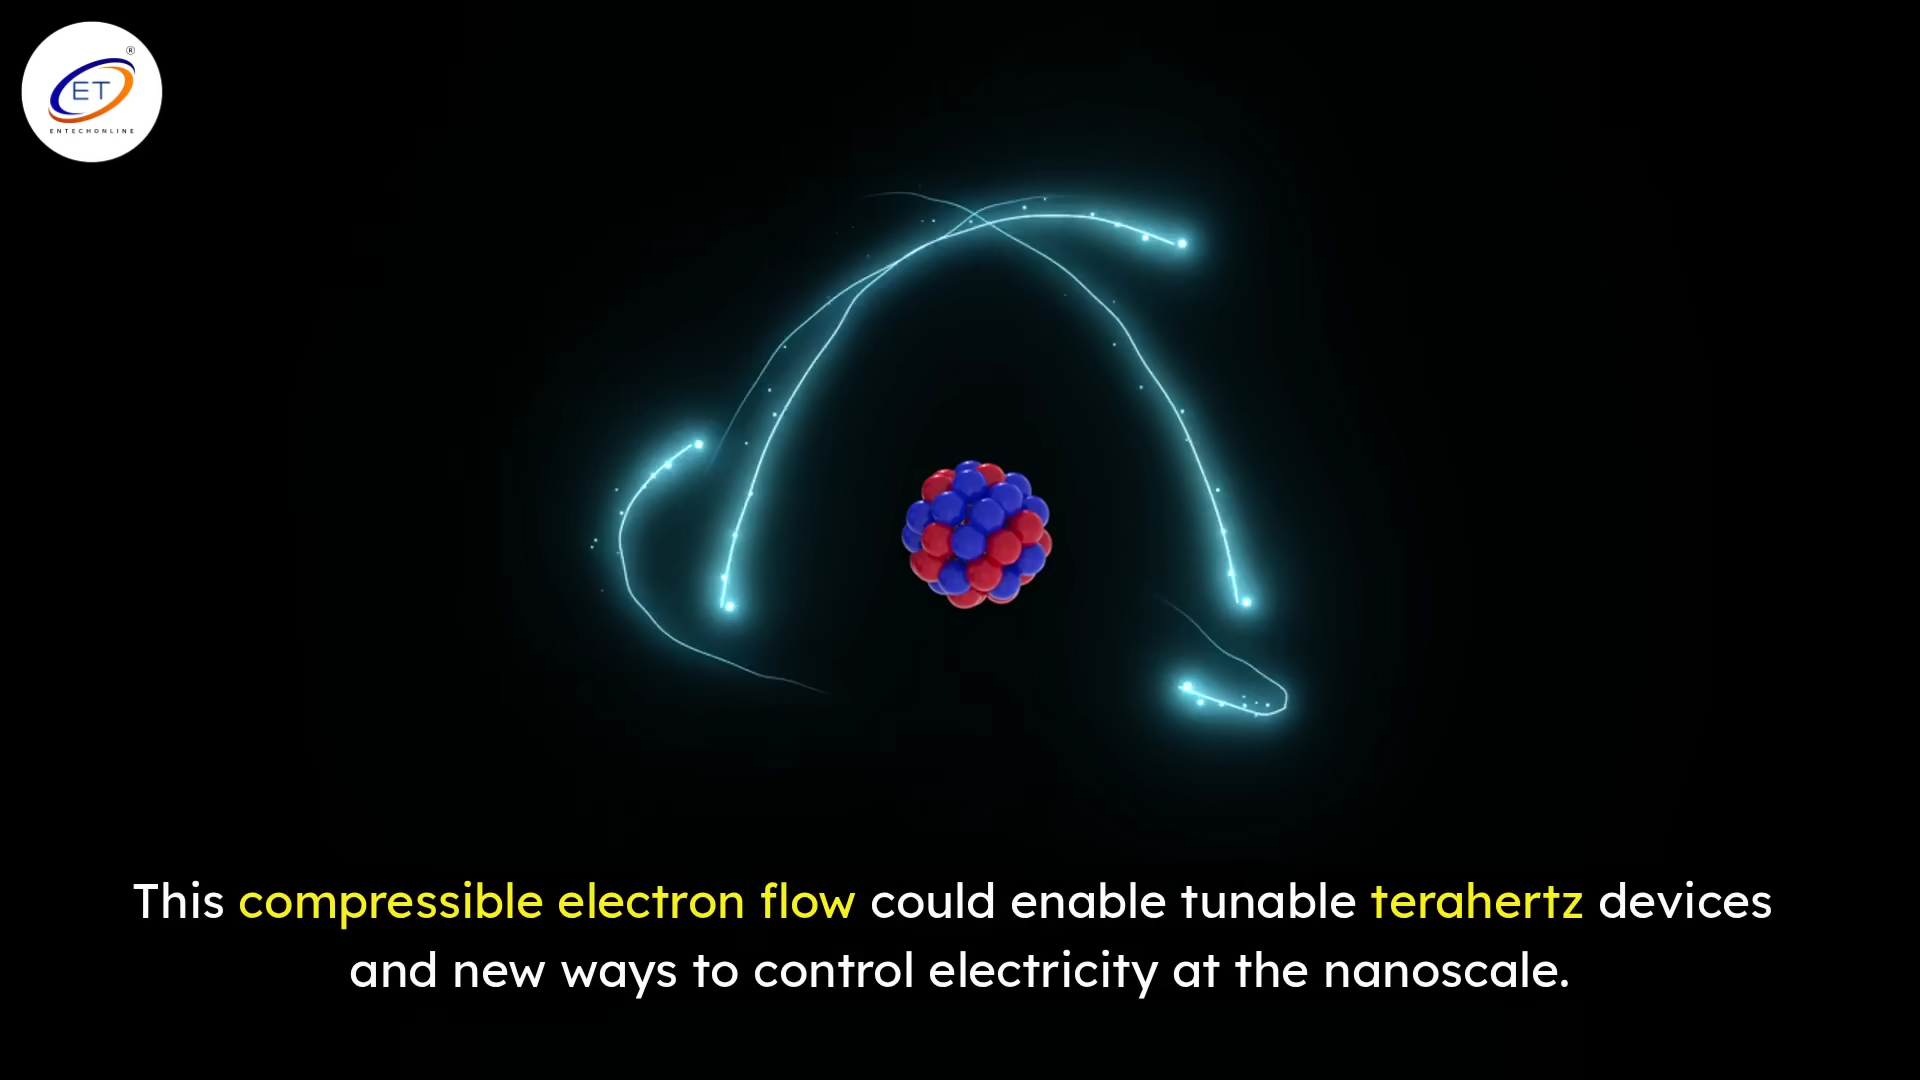 ®
ET
ENTECHONLINE
This compressible electron flow could enable tunable terahertz devices
and new ways to control electricity at the nanoscale.